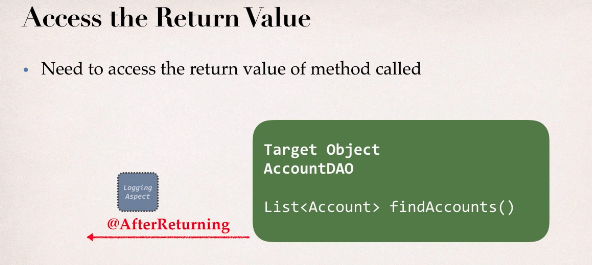 Access the Return Value
• Need to access the return value of method called
Target Object
AccountDAO
List<Account> findAccounts()
Logging
Aspect
@AfterReturning